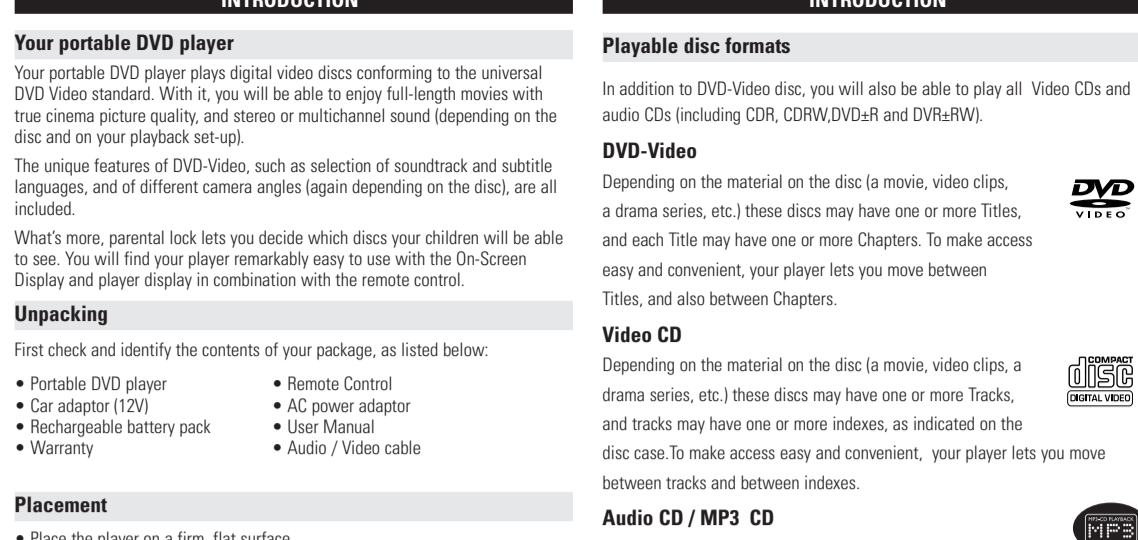 INTRODUCTION
Your portable DVD player
Your portable DVD player plays digital video discs conforming to the universal
DVD Video standard. With it, you will be able to enjoy full-length movies with
true cinema picture quality, and stereo or multichannel sound (depending on the
disc and on your playback set-up).
The unique features of DVD-Video, such as selection of soundtrack and subtitle
languages, and of different camera angles (again depending on the disc), are all
included.
What's more, parental lock lets you decide which discs your children will be able
to see. You will find your player remarkably easy to use with the On-Screen
Display and player display in combination with the remote control.
Unpacking
First check and identify the contents of your package, as listed below:
• Portable DVD player
• Car adaptor (12V)
• Rechargeable battery pack
• Warranty
• Remote Control
• AC power adaptor
• User Manual
• Audio / Video cable
Placement
• Place the player on a firm, flat surface
INTRODUCTION
Playable disc formats
In addition to DVD-Video disc, you will also be able to play all Video CDs and
audio CDs (including CDR, CDRW,DVD±R and DVR±RW).
DVD-Video
Depending on the material on the disc (a movie, video clips,
a drama series, etc.) these discs may have one or more Titles,
and each Title may have one or more Chapters. To make access
easy and convenient, your player lets you move between
Titles, and also between Chapters.
DVD
VIDEO
Video CD
Depending on the material on the disc (a movie, video clips, a
drama series, etc.) these discs may have one or more Tracks,
and tracks may have one or more indexes, as indicated on the
disc case.To make access easy and convenient, your player lets you move
between tracks and between indexes.
COMPACT
disc
DIGITAL VIDEO
Audio CD / MP3 CD
MP3-CD PLAYBACK
MP3